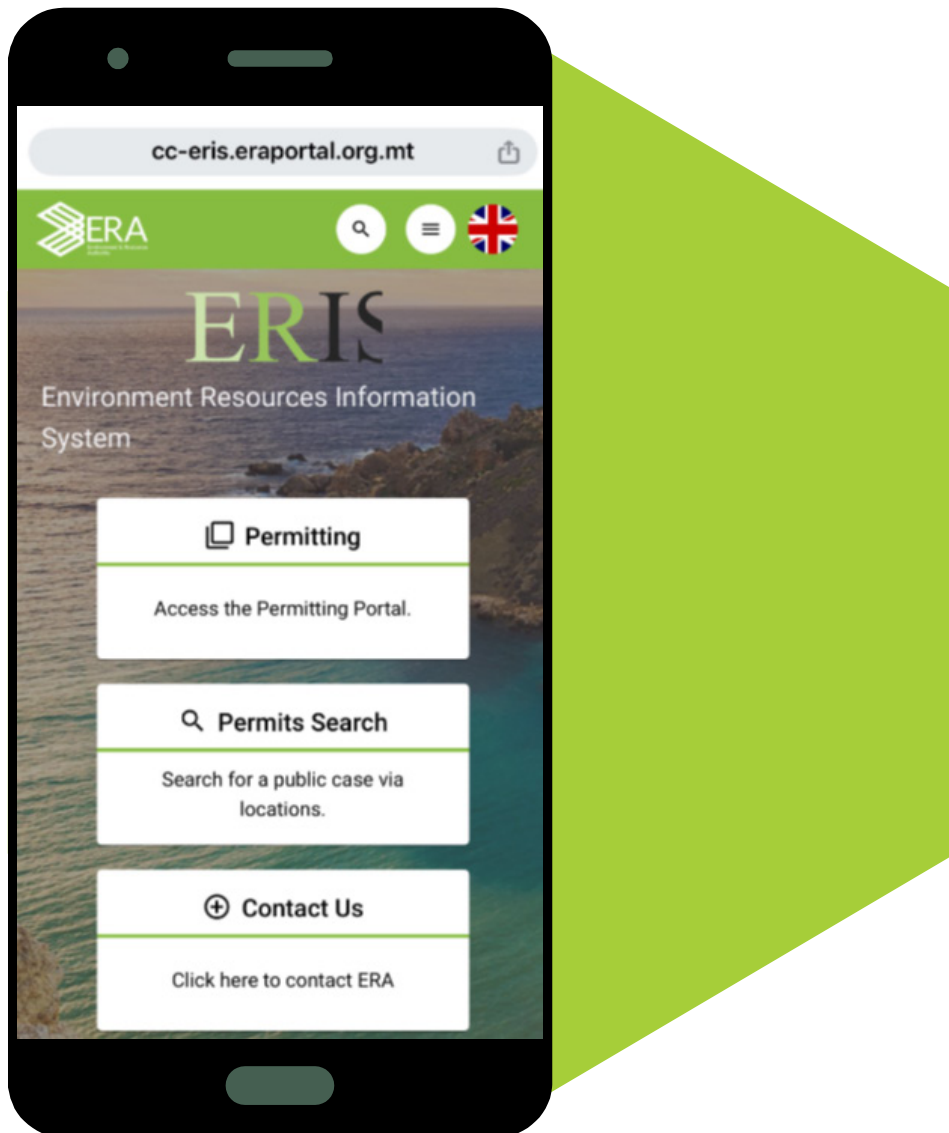 cc-eris.eraportal.org.mt
ERA
ERIS
Environment Resources Information
System
Permitting
Access the Permitting Portal.
Permits Search
Search for a public case via
locations.
Contact Us
Click here to contact ERA